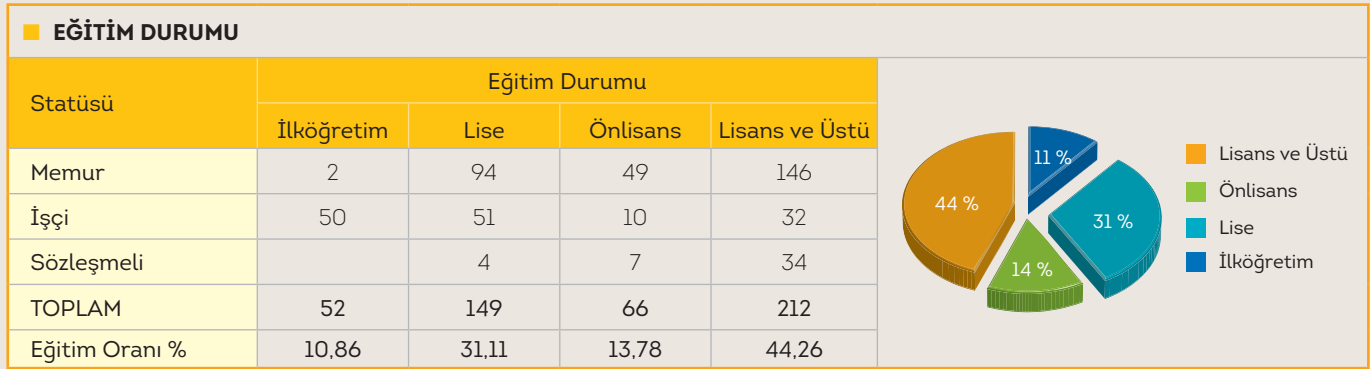 EĞİTİM DURUMU
Statüsü
Eğitim Durumu
İlköğretim Lise Önlisans Lisans ve Üstü
Memur 2 94 49 146
İşçi 50 51 10 32
Sözleşmeli 4 7 34
TOPLAM 52 149 66 212
Eğitim Oranı % 10,86 31,11 13,78 44,26
11 %
44 %
31 %
14 %
Lisans ve Üstü
Önlisans
Lise
İlköğretim